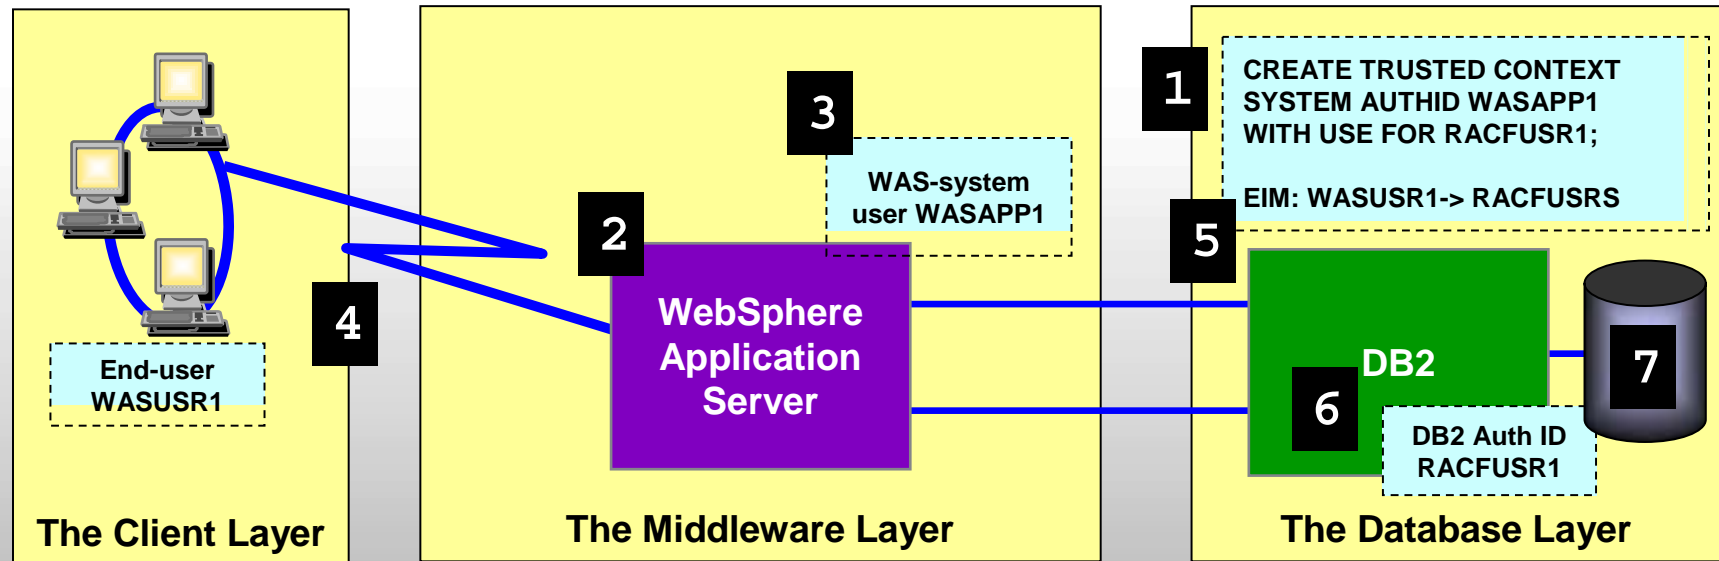 1
CREATE TRUSTED CONTEXT
SYSTEM AUTHID WASAPP1
WITH USE FOR RACFUSR1;
EIM: WASUSR1-> RACFUSRS
3
WAS-system
user WASAPP1
2
5
4
WebSphere
Application
Server
End-user
WASUSR1
DB2
6
7
DB2 Auth ID
RACFUSR1
The Client Layer
The Middleware Layer
The Database Layer